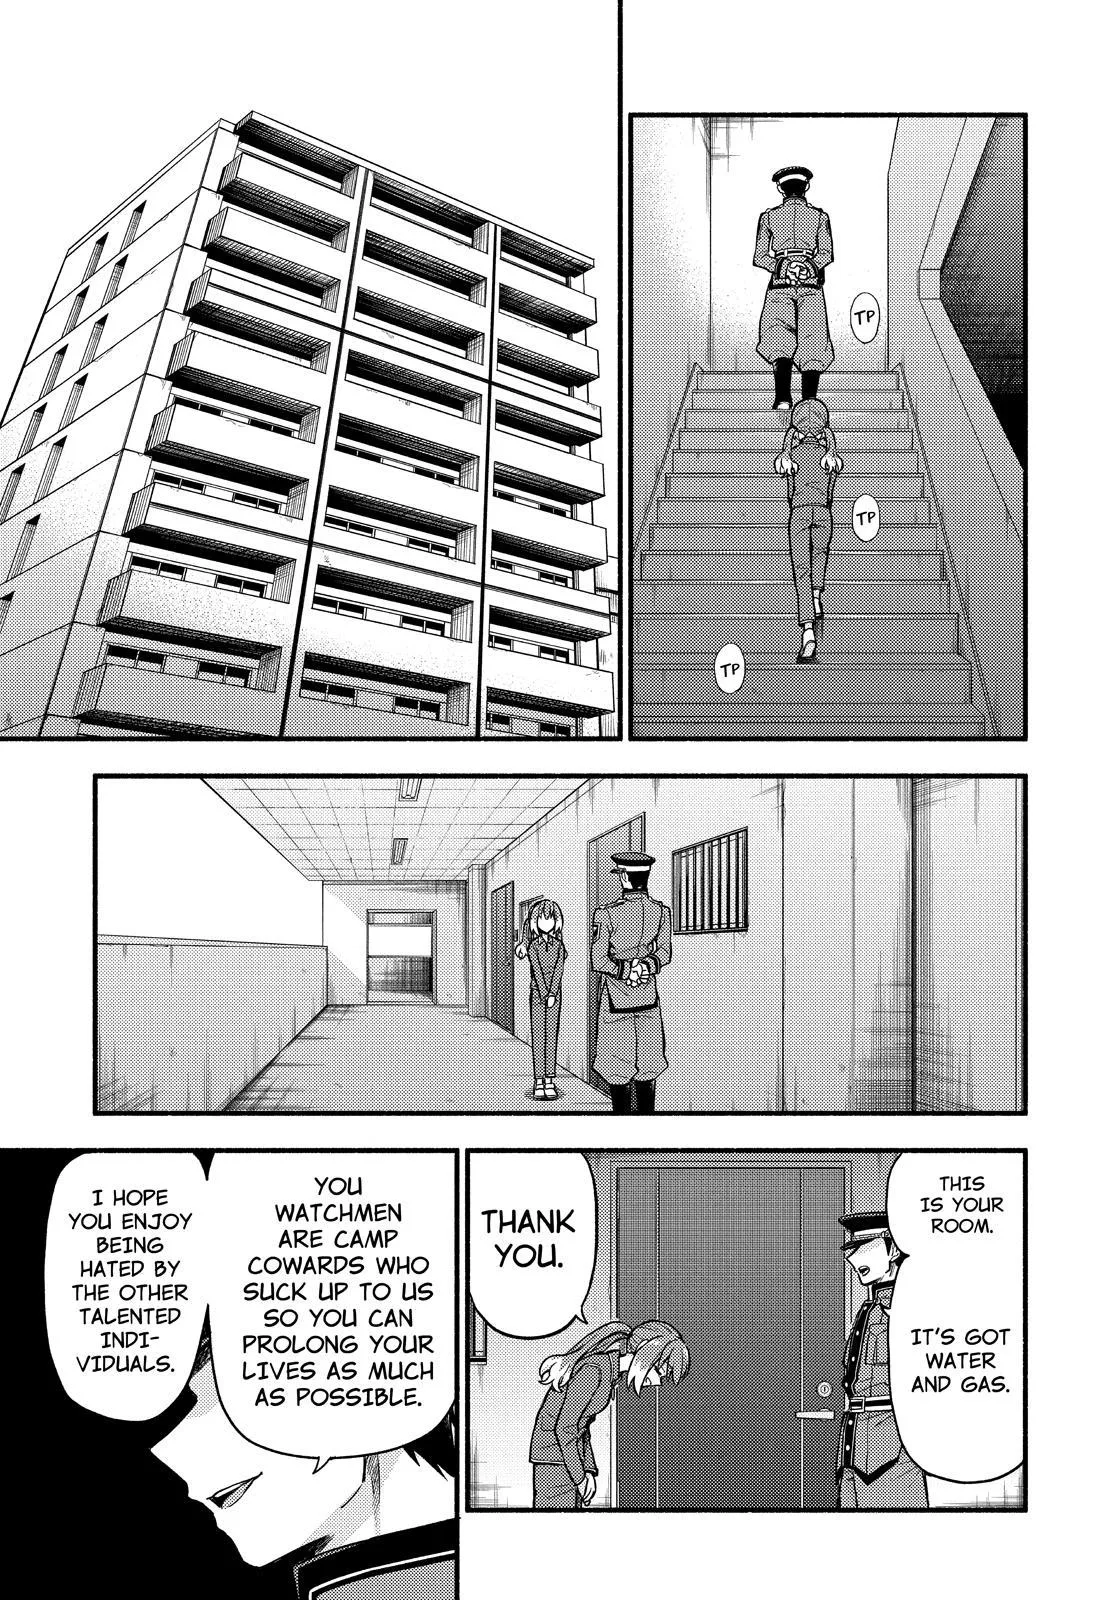 TP
TP
TP
THIS
IS YOUR
ROOM.
IT'S GOT
WATER
AND GAS.
THANK
YOU.
YOU
WATCHMEN
ARE CAMP
COWARDS WHO
SUCK UP TO US
SO YOU CAN
PROLONG YOUR
LIVES AS MUCH
AS POSSIBLE.
I HOPE
YOU ENJOY
BEING
HATED BY
THE OTHER
TALENTED
INDI-
VIDUALS.